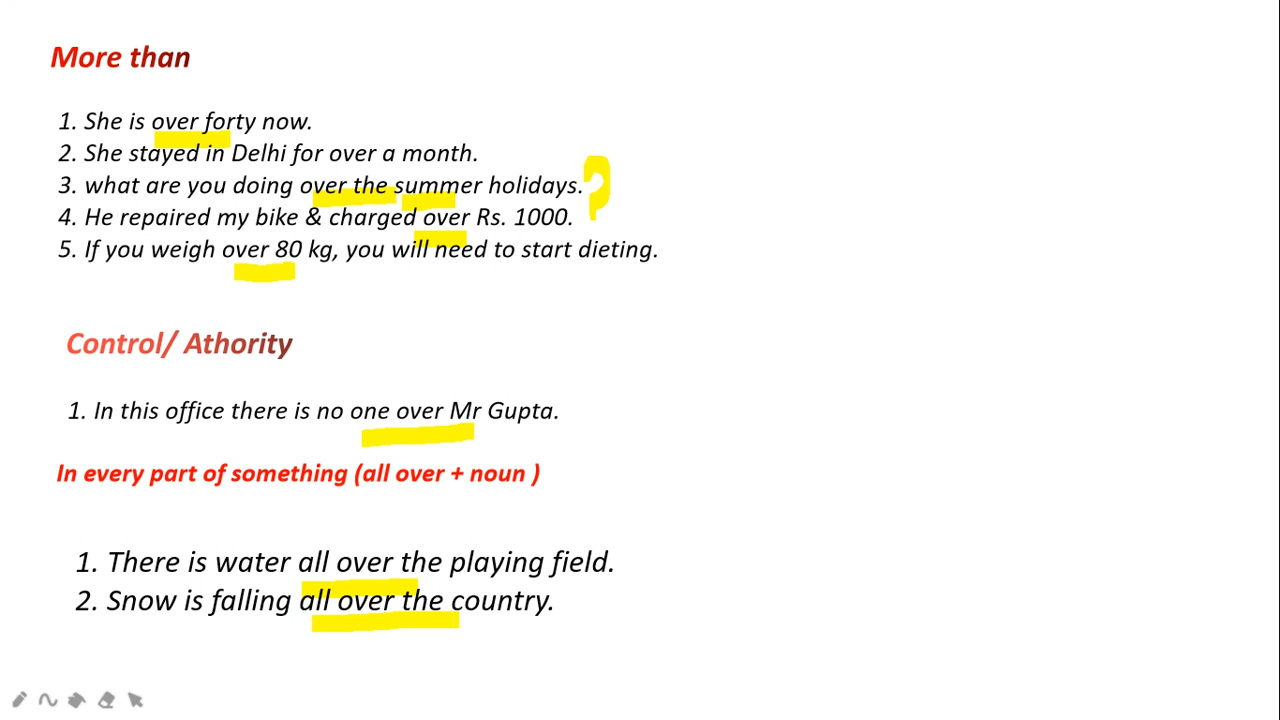 More than
1. She is over forty now.
2. She stayed in Delhi for over a month.
3. what are you doing over the summer holidays. ?
4. He repaired my bike & charged over Rs. 1000.
5. If you weigh over 80 kg, you will need to start dieting.
Control/ Athority
1. In this office there is no one over Mr Gupta.
In every part of something (all over + noun )
1. There is water all over the playing field.
2. Snow is falling all over the country.